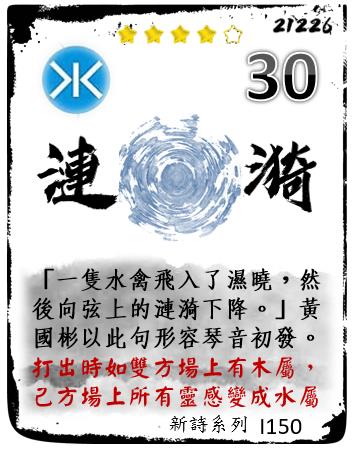 21226
30
漣漪
「一隻水禽飛入了濕曉，然
後向弦上的漣漪下降。」黃
國彬以此句形容琴音初發。
打出時如雙方場上有木屬，
己方場上所有靈感變成水屬
新詩系列 I150